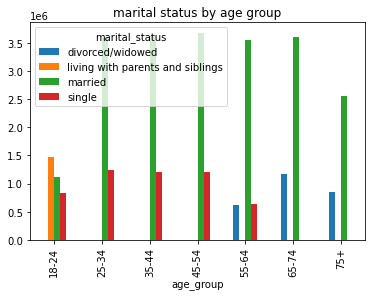 marital status by age group
1e6
marital_status
divorced/widowed
living with parents and siblings
married
single
3.5
3.0
2.5
2.0
1.5
1.0
0.5
0.0
18-24
25-34
35-44
45-54
55-64
65-74
75+
age_group